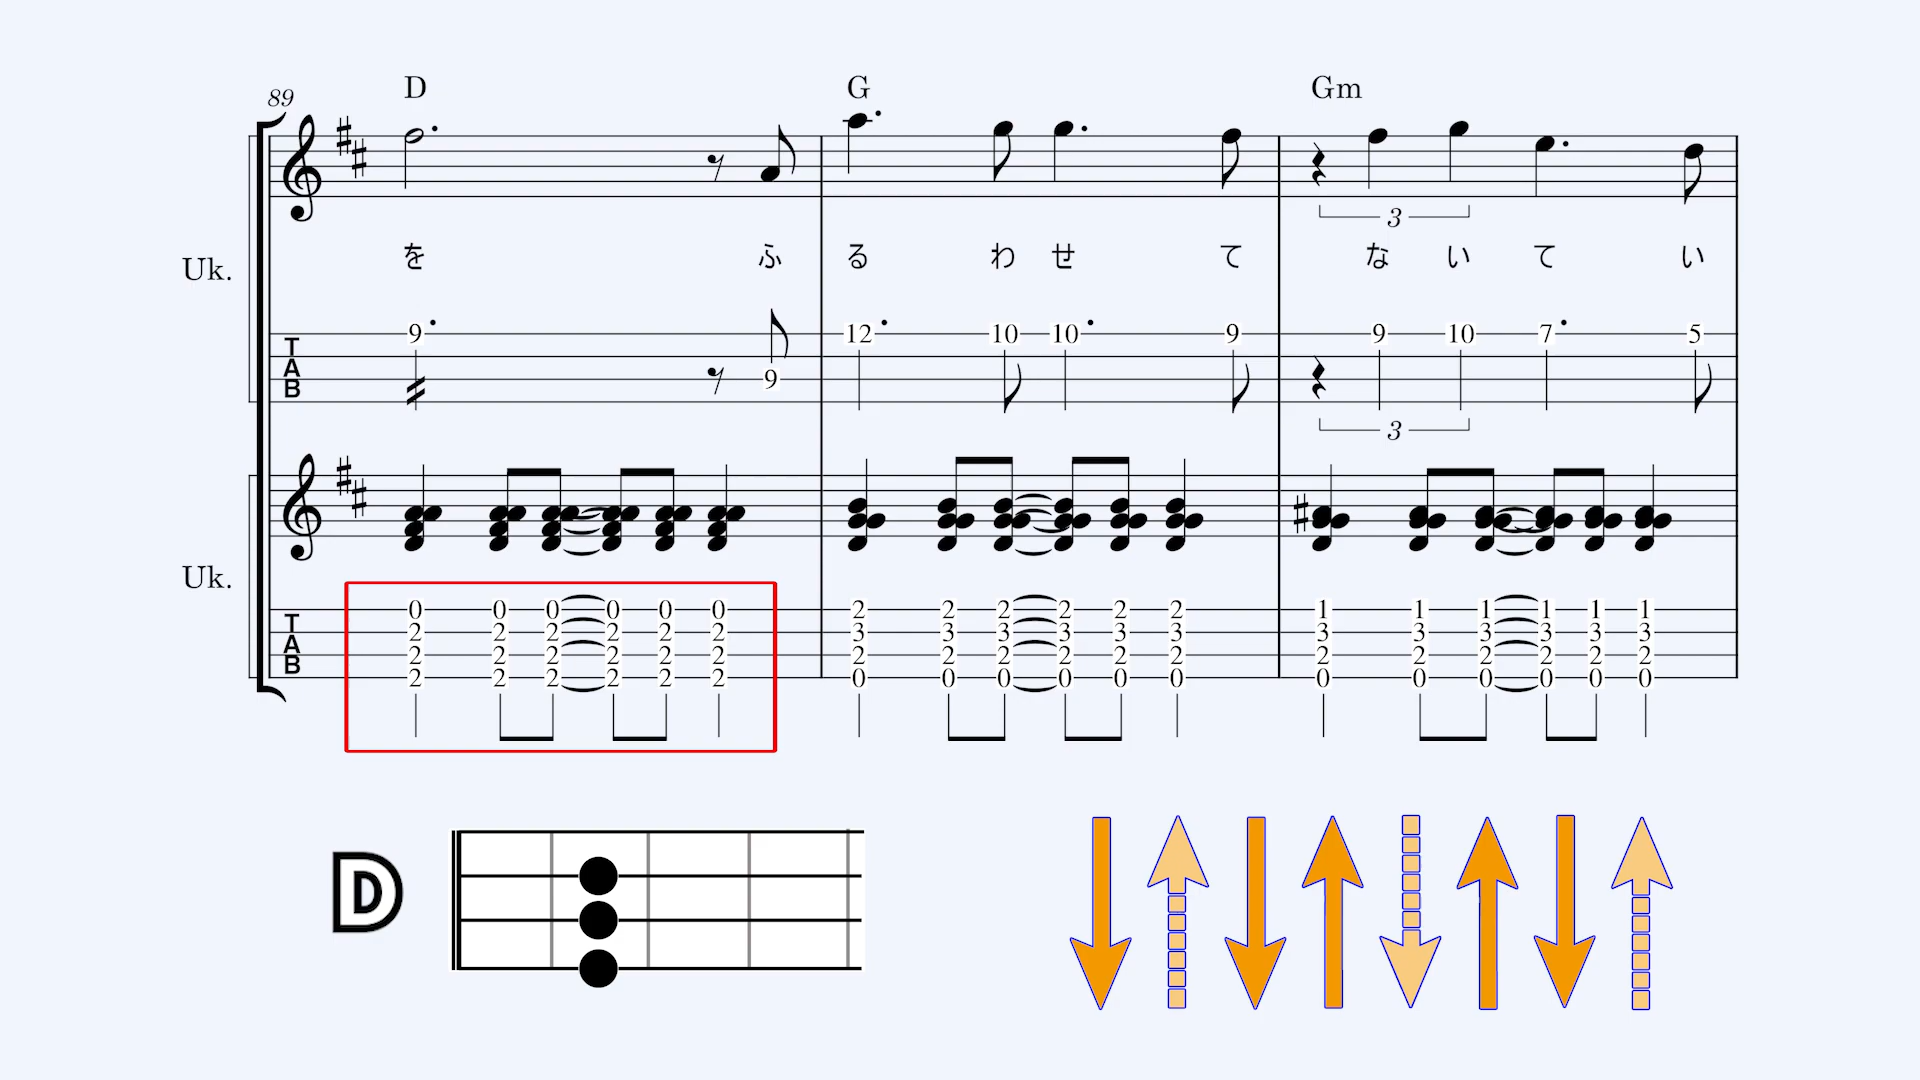 89
D G Gm
3
Uk.
を ふ る わ せ て な い て い
T A B
9 9 12 10 10 9 9 10 7 5
3
Uk.
T A B
0 0 0 0 0 0 2 2 2 2 2 2 1 1 1 1 1 1
2 2 2 2 2 2 3 3 3 3 3 3 3 3 3 3 3 3
2 2 2 2 2 2 2 2 2 2 2 2 2 2 2 2 2 2
2 2 2 2 2 2 0 0 0 0 0 0 0 0 0 0 0 0
D